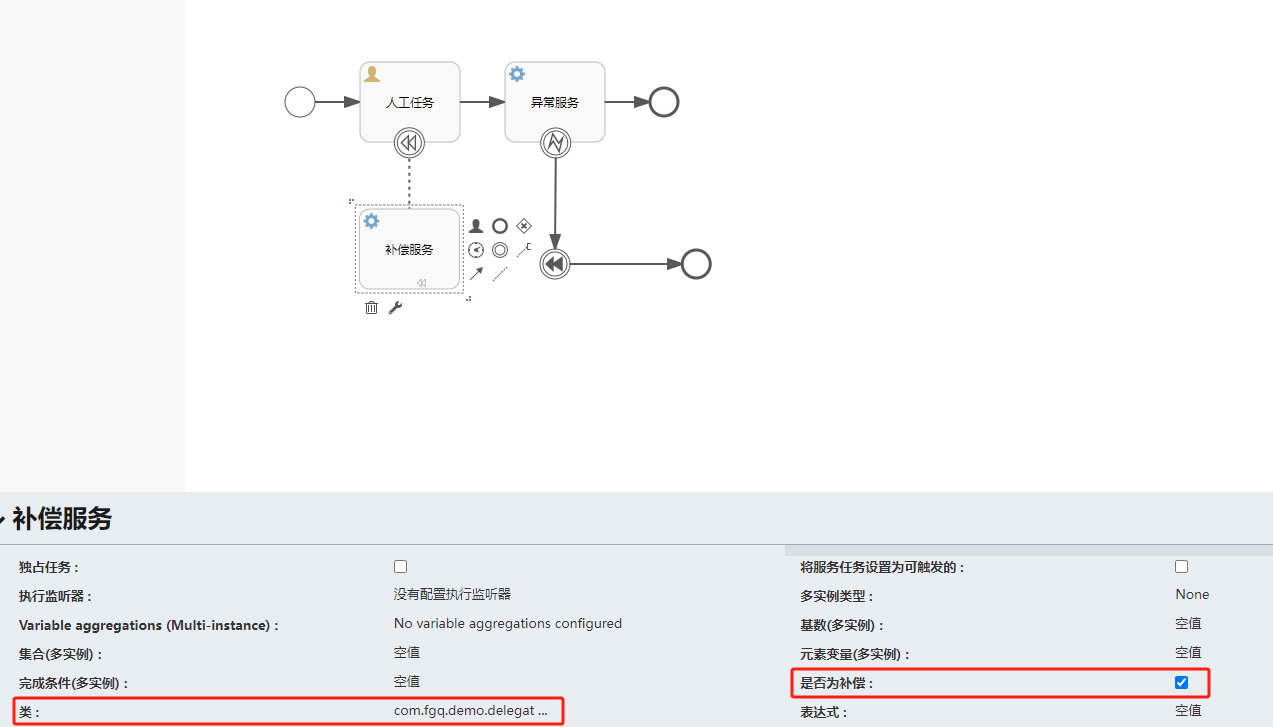 人工任务
异常服务
补偿服务
补偿服务
独占任务 :
将服务任务设置为可触发的 :
执行监听器 :
没有配置执行监听器
多实例类型 :
None
Variable aggregations (Multi-instance) :
No variable aggregations configured
基数(多实例) :
空值
集合(多实例) :
空值
元素变量(多实例) :
空值
完成条件(多实例) :
空值
是否为补偿 :
类 :
com.fgq.demo.delegat ...
表达式 :
空值